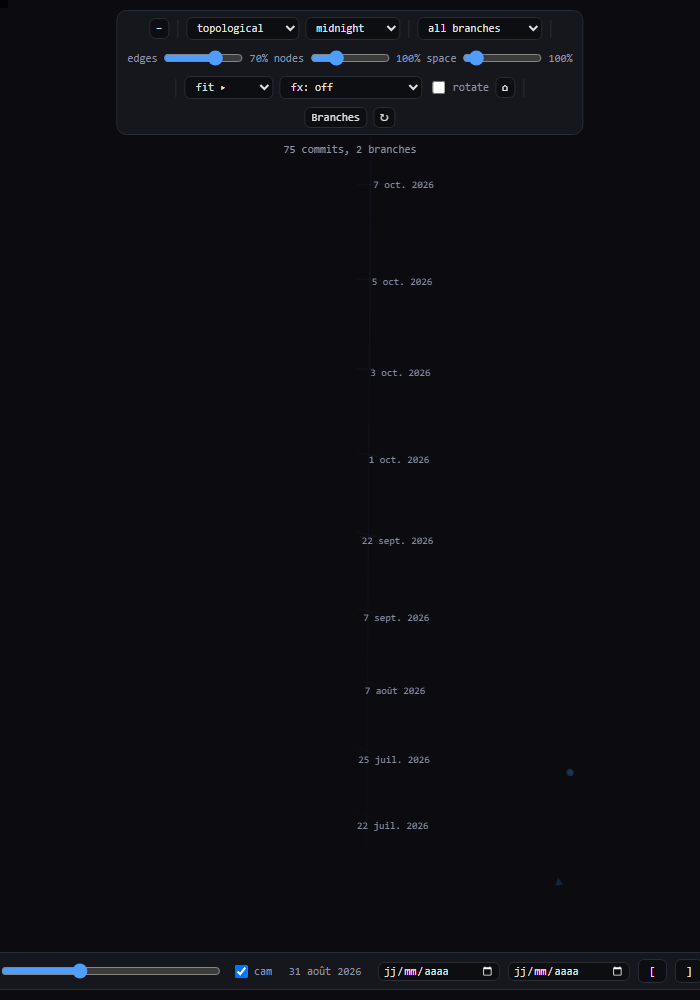 − topological midnight all branches
edges 70% nodes 100% space 100%
fit ▸ fx: off rotate ⌂
Branches ↻
75 commits, 2 branches
7 oct. 2026
5 oct. 2026
3 oct. 2026
1 oct. 2026
22 sept. 2026
7 sept. 2026
7 août 2026
25 juil. 2026
22 juil. 2026
cam 31 août 2026 jj/mm/aaaa jj/mm/aaaa [ ]